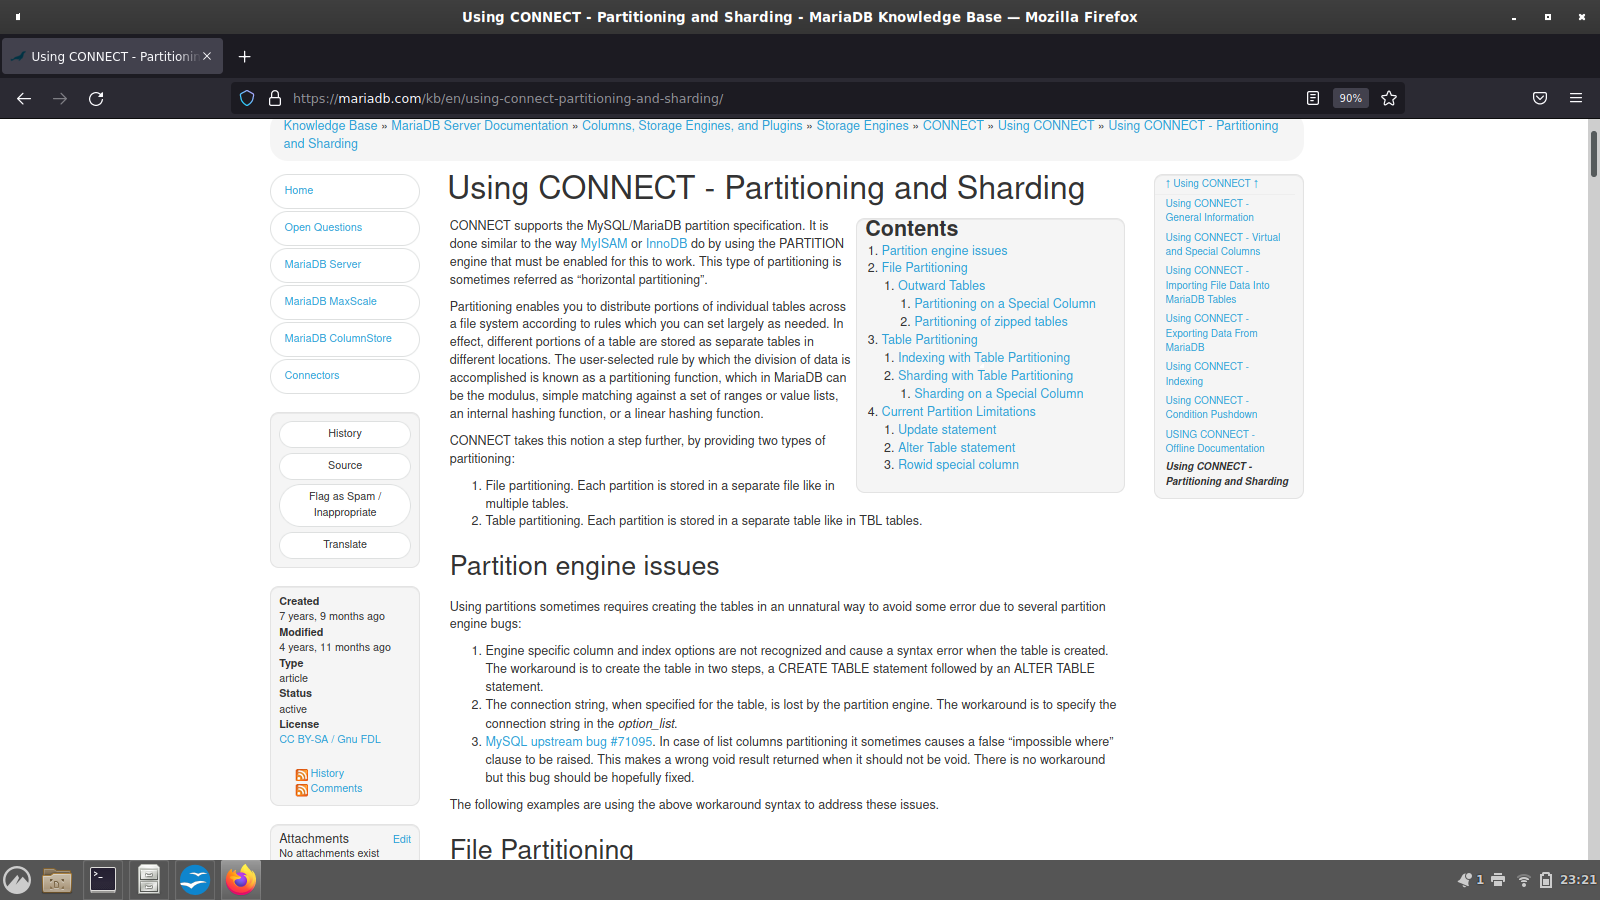 Using CONNECT - Partitioning and Sharding - MariaDB Knowledge Base — Mozilla Firefox
Using CONNECT - Partitionin
https://mariadb.com/kb/en/using-connect-partitioning-and-sharding/
90%
Knowledge Base » MariaDB Server Documentation » Columns, Storage Engines, and Plugins » Storage Engines » CONNECT » Using CONNECT » Using CONNECT - Partitioning
and Sharding
Home
Open Questions
MariaDB Server
MariaDB MaxScale
MariaDB ColumnStore
Connectors
History
Source
Flag as Spam /
Inappropriate
Translate
Created
7 years, 9 months ago
Modified
4 years, 11 months ago
Type
article
Status
active
License
CC BY-SA / Gnu FDL
History
Comments
Attachments
Edit
No attachments exist
Using CONNECT - Partitioning and Sharding
CONNECT supports the MySQL/MariaDB partition specification. It is
done similar to the way MyISAM or InnoDB do by using the PARTITION
engine that must be enabled for this to work. This type of partitioning is
sometimes referred as “horizontal partitioning”.
Partitioning enables you to distribute portions of individual tables across
a file system according to rules which you can set largely as needed. In
effect, different portions of a table are stored as separate tables in
different locations. The user-selected rule by which the division of data is
accomplished is known as a partitioning function, which in MariaDB can
be the modulus, simple matching against a set of ranges or value lists,
an internal hashing function, or a linear hashing function.
CONNECT takes this notion a step further, by providing two types of
partitioning:
1. File partitioning. Each partition is stored in a separate file like in
multiple tables.
2. Table partitioning. Each partition is stored in a separate table like in TBL tables.
Contents
1. Partition engine issues
2. File Partitioning
1. Outward Tables
1. Partitioning on a Special Column
2. Partitioning of zipped tables
3. Table Partitioning
1. Indexing with Table Partitioning
2. Sharding with Table Partitioning
1. Sharding on a Special Column
4. Current Partition Limitations
1. Update statement
2. Alter Table statement
3. Rowid special column
Partition engine issues
Using partitions sometimes requires creating the tables in an unnatural way to avoid some error due to several partition
engine bugs:
1. Engine specific column and index options are not recognized and cause a syntax error when the table is created.
The workaround is to create the table in two steps, a CREATE TABLE statement followed by an ALTER TABLE
statement.
2. The connection string, when specified for the table, is lost by the partition engine. The workaround is to specify the
connection string in the option_list.
3. MySQL upstream bug #71095. In case of list columns partitioning it sometimes causes a false “impossible where”
clause to be raised. This makes a wrong void result returned when it should not be void. There is no workaround
but this bug should be hopefully fixed.
The following examples are using the above workaround syntax to address these issues.
File Partitioning
↑ Using CONNECT ↑
Using CONNECT -
General Information
Using CONNECT - Virtual
and Special Columns
Using CONNECT -
Importing File Data Into
MariaDB Tables
Using CONNECT -
Exporting Data From
MariaDB
Using CONNECT -
Indexing
Using CONNECT -
Condition Pushdown
USING CONNECT -
Offline Documentation
Using CONNECT -
Partitioning and Sharding
1
23:21